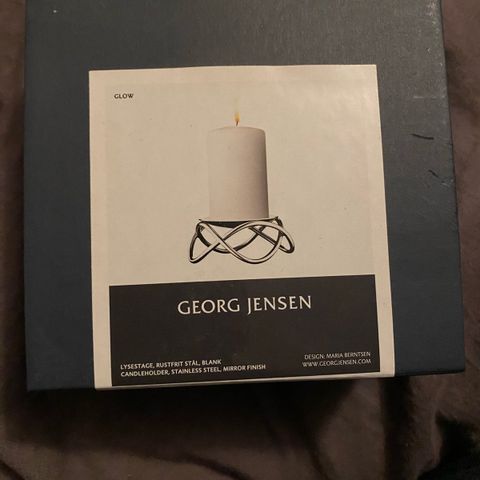 GLOW
GEORG JENSEN
LYSESTAGE, RUSTFRIT STÅL, BLANK
CANDLEHOLDER, STAINLESS STEEL, MIRROR FINISH
DESIGN: MARIA BERNTSEN
WWW.GEORGJENSEN.COM